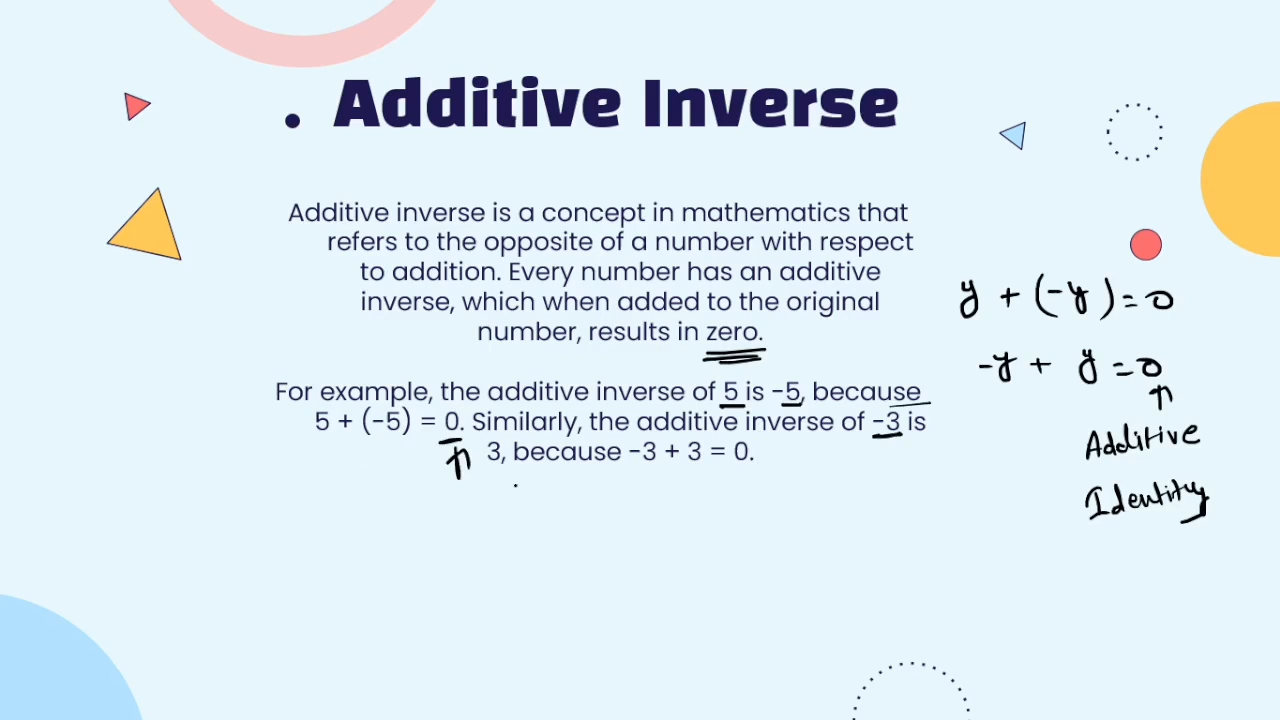 . Additive Inverse
Additive inverse is a concept in mathematics that
refers to the opposite of a number with respect
to addition. Every number has an additive
inverse, which when added to the original
number, results in zero.
For example, the additive inverse of 5 is -5, because
5 + (-5) = 0. Similarly, the additive inverse of -3 is
3, because -3 + 3 = 0.
y + (-y) = 0
-y + y = 0
Additive
Identity